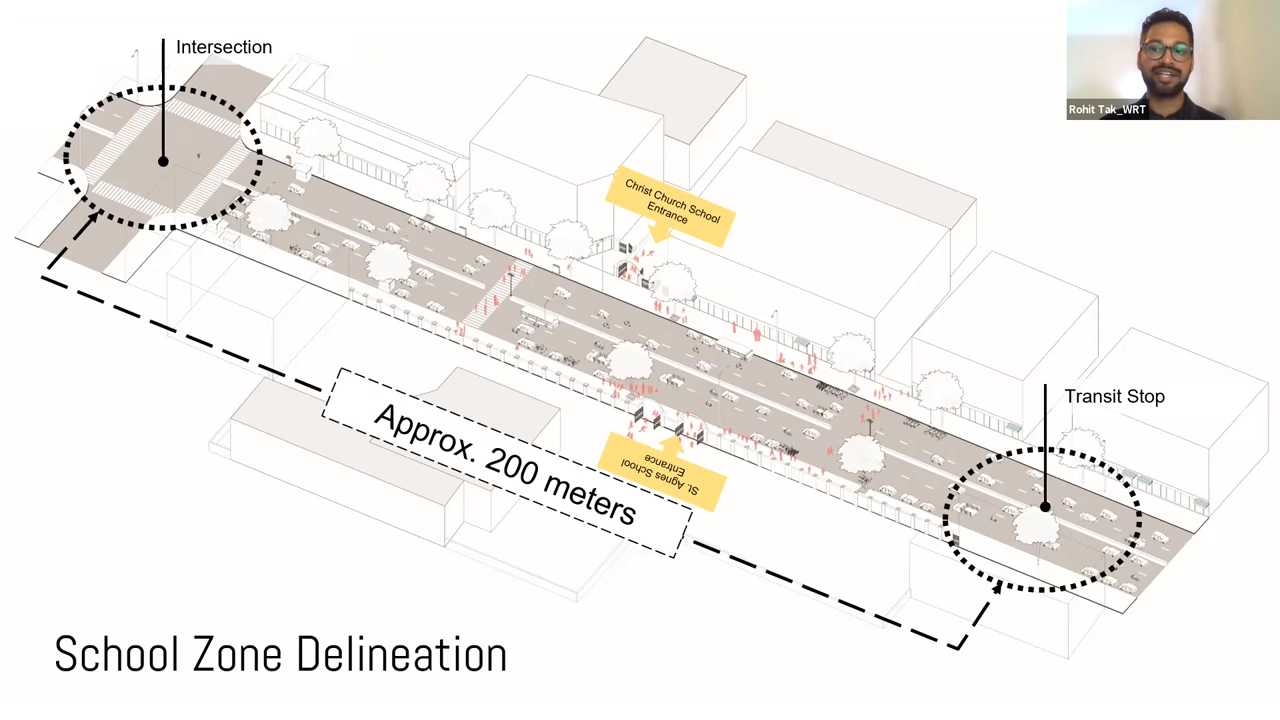 Intersection
Rohit Tak_WRT
Christ Church School
Entrance
Transit Stop
Approx. 200 meters
St. Agnes School
Entrance
School Zone Delineation